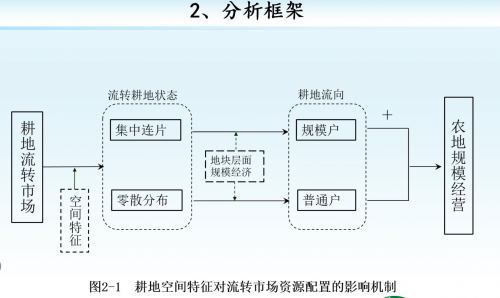 2、分析框架
流转耕地状态
耕地流向
耕地流转市场
集中连片
规模户
+
农地规模经营
地块层面
规模经济
空间特征
零散分布
普通户
图2-1 耕地空间特征对流转市场资源配置的影响机制